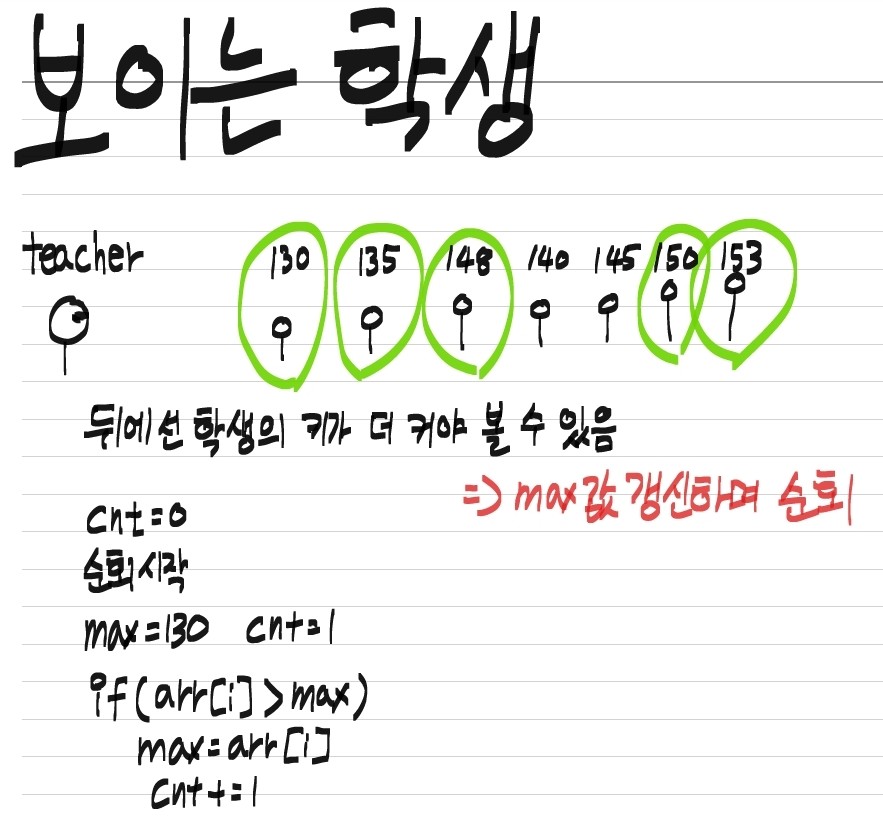 보이는 학생
teacher 130 135 148 140 145 150 153
뒤에 선 학생의 키가 더 커야 볼 수 있음
=> max값 갱신하며 순회
cnt=0
순회 시작
max=130 cnt=1
if(arr[i]>max)
max=arr[i]
cnt+=1